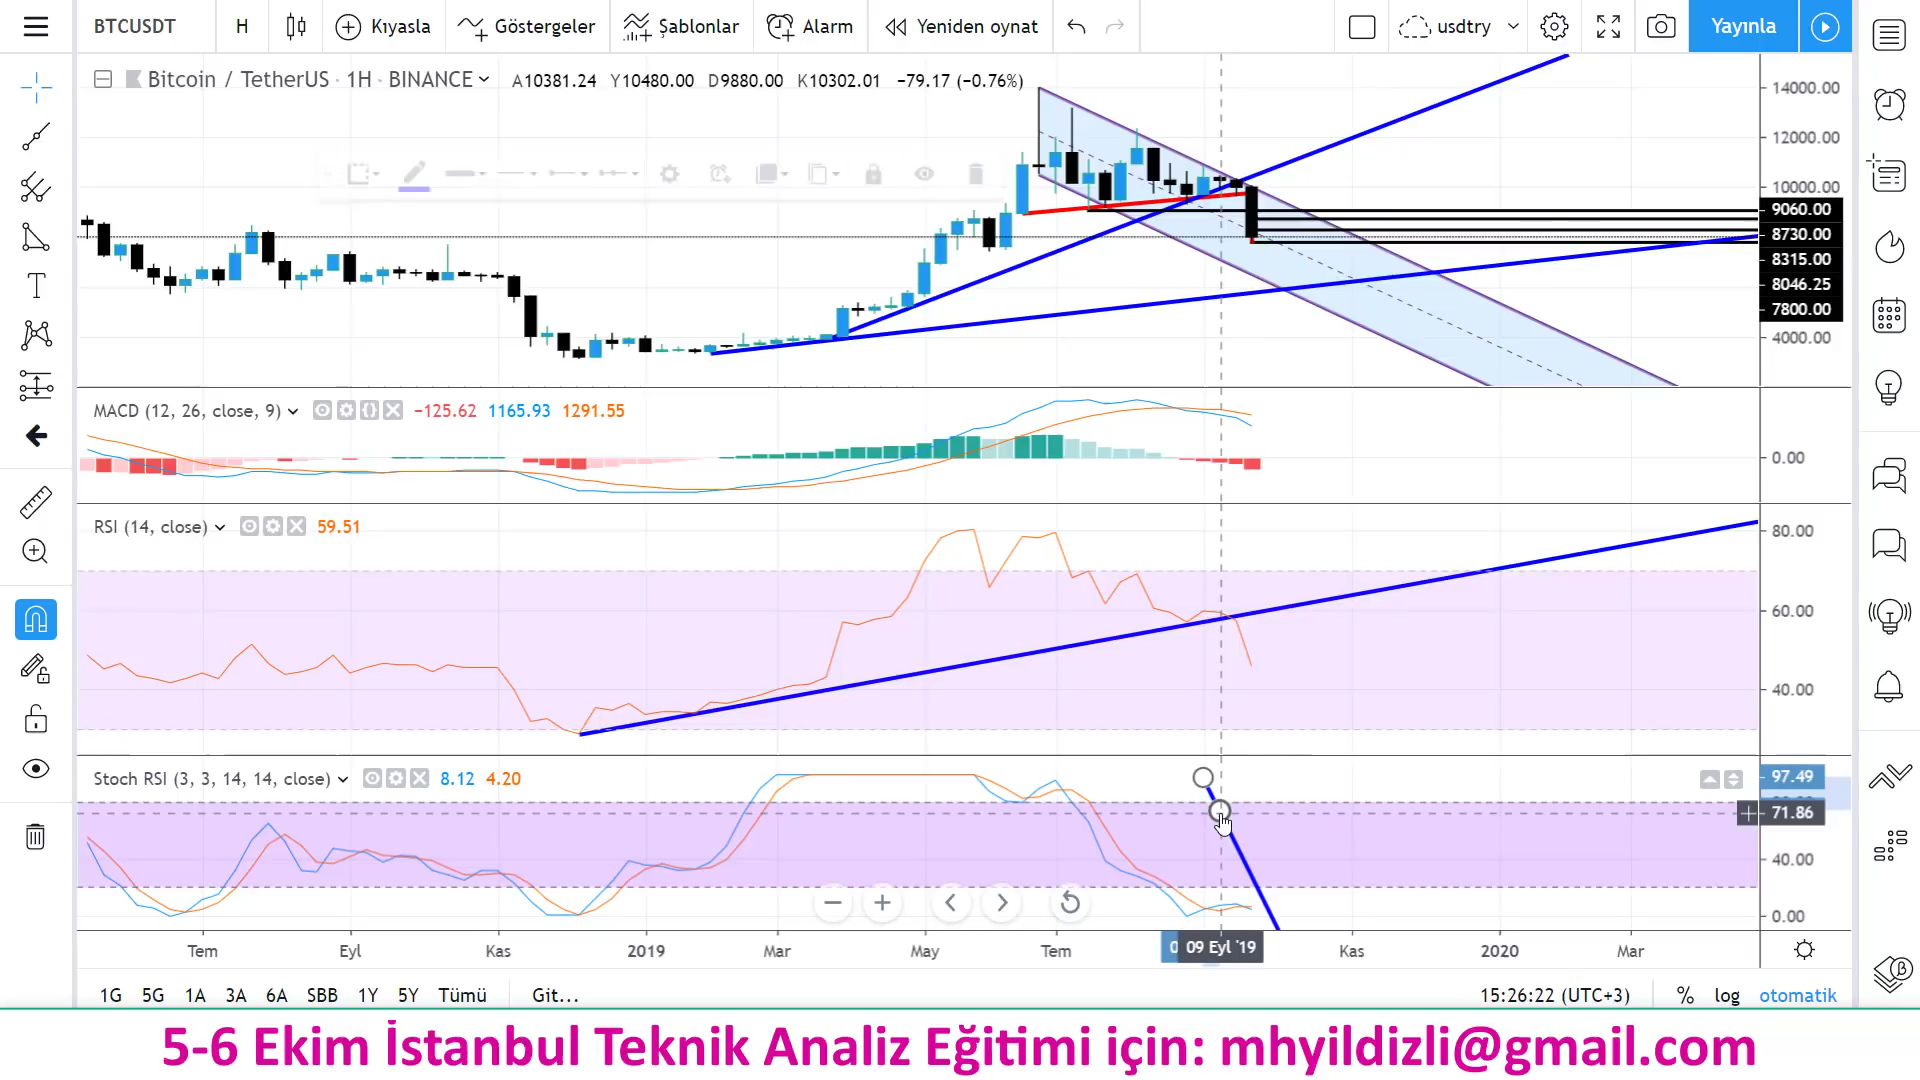 BTCUSDT H Kıyasla Göstergeler Şablonlar Alarm Yeniden oynat usdtry Yayınla
Bitcoin / TetherUS · 1H · BINANCE A10381.24 Y10480.00 D9880.00 K10302.01 −79.17 (−0.76%)
14000.00
12000.00
10000.00
9060.00
8730.00
8315.00
8046.25
7800.00
4000.00
MACD (12, 26, close, 9) −125.62 1165.93 1291.55
0.00
RSI (14, close) 59.51
80.00
60.00
40.00
Stoch RSI (3, 3, 14, 14, close) 8.12 4.20
97.49
71.86
40.00
0.00
Tem Eyl Kas 2019 Mar May Tem 09 Eyl '19 Kas 2020 Mar
1G 5G 1A 3A 6A SBB 1Y 5Y Tümü Git... 15:26:22 (UTC+3) % log otomatik
5-6 Ekim İstanbul Teknik Analiz Eğitimi için: mhyildizli@gmail.com